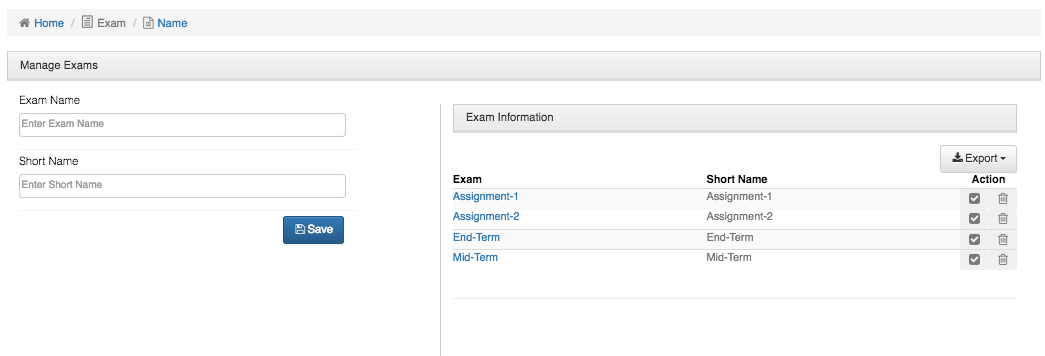 Home / Exam / Name
Manage Exams
Exam Name
Enter Exam Name
Short Name
Enter Short Name
Save
Exam Information
Export
Exam Short Name Action
Assignment-1 Assignment-1
Assignment-2 Assignment-2
End-Term End-Term
Mid-Term Mid-Term